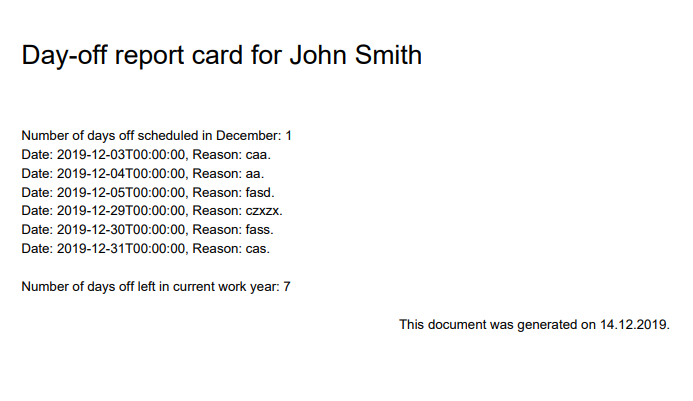 Day-off report card for John Smith
Number of days off scheduled in December: 1
Date: 2019-12-03T00:00:00, Reason: caa.
Date: 2019-12-04T00:00:00, Reason: aa.
Date: 2019-12-05T00:00:00, Reason: fasd.
Date: 2019-12-29T00:00:00, Reason: czxzx.
Date: 2019-12-30T00:00:00, Reason: fass.
Date: 2019-12-31T00:00:00, Reason: cas.
Number of days off left in current work year: 7
This document was generated on 14.12.2019.